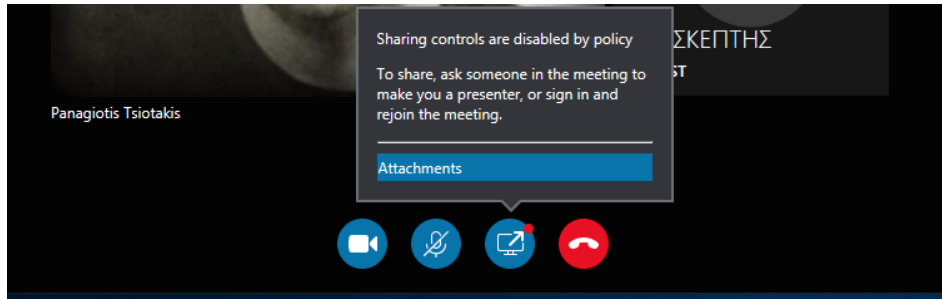 Sharing controls are disabled by policy
To share, ask someone in the meeting to
make you a presenter, or sign in and
rejoin the meeting.
Attachments
ΣΚΕΠΤΗΣ
Panagiotis Tsiotakis